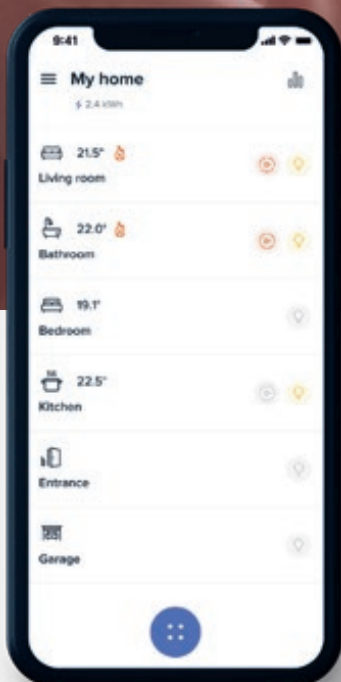 9:41
My home
2.4 kWh
21.5°
Living room
22.0°
Bathroom
19.1°
Bedroom
22.5°
Kitchen
Entrance
Garage